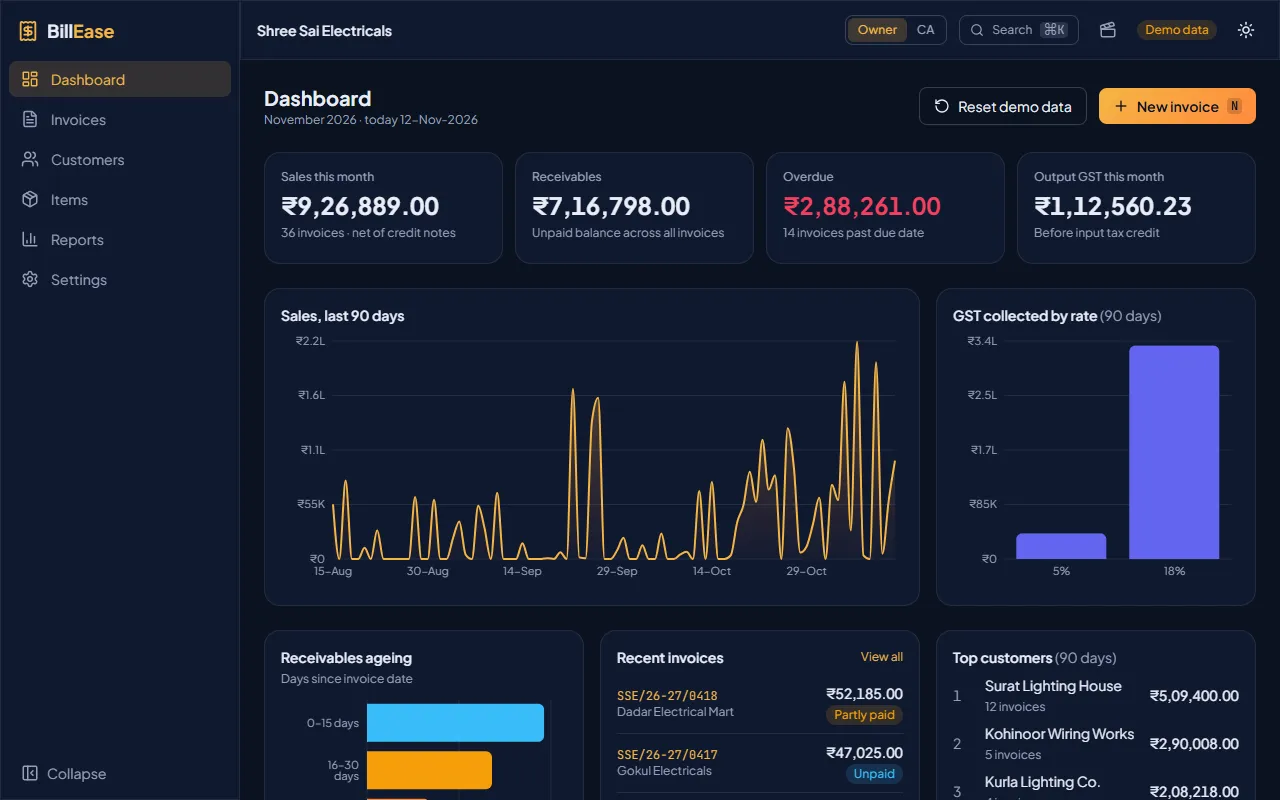 BillEase
Dashboard
Invoices
Customers
Items
Reports
Settings
Collapse
Shree Sai Electricals
Owner CA
Search ⌘K
Demo data
Dashboard
November 2026 · today 12-Nov-2026
Reset demo data
New invoice N
Sales this month
₹9,26,889.00
36 invoices · net of credit notes
Receivables
₹7,16,798.00
Unpaid balance across all invoices
Overdue
₹2,88,261.00
14 invoices past due date
Output GST this month
₹1,12,560.23
Before input tax credit
Sales, last 90 days
₹2.2L
₹1.6L
₹1.1L
₹55K
₹0
15-Aug 30-Aug 14-Sep 29-Sep 14-Oct 29-Oct
GST collected by rate (90 days)
₹3.4L
₹2.5L
₹1.7L
₹85K
₹0
5% 18%
Receivables ageing
Days since invoice date
0-15 days
16-30
days
Recent invoices View all
SSE/26-27/0418 ₹52,185.00
Dadar Electrical Mart Partly paid
SSE/26-27/0417 ₹47,025.00
Gokul Electricals Unpaid
Top customers (90 days)
1 Surat Lighting House ₹5,09,400.00
12 invoices
2 Kohinoor Wiring Works ₹2,90,008.00
5 invoices
3 Kurla Lighting Co. ₹2,08,218.00